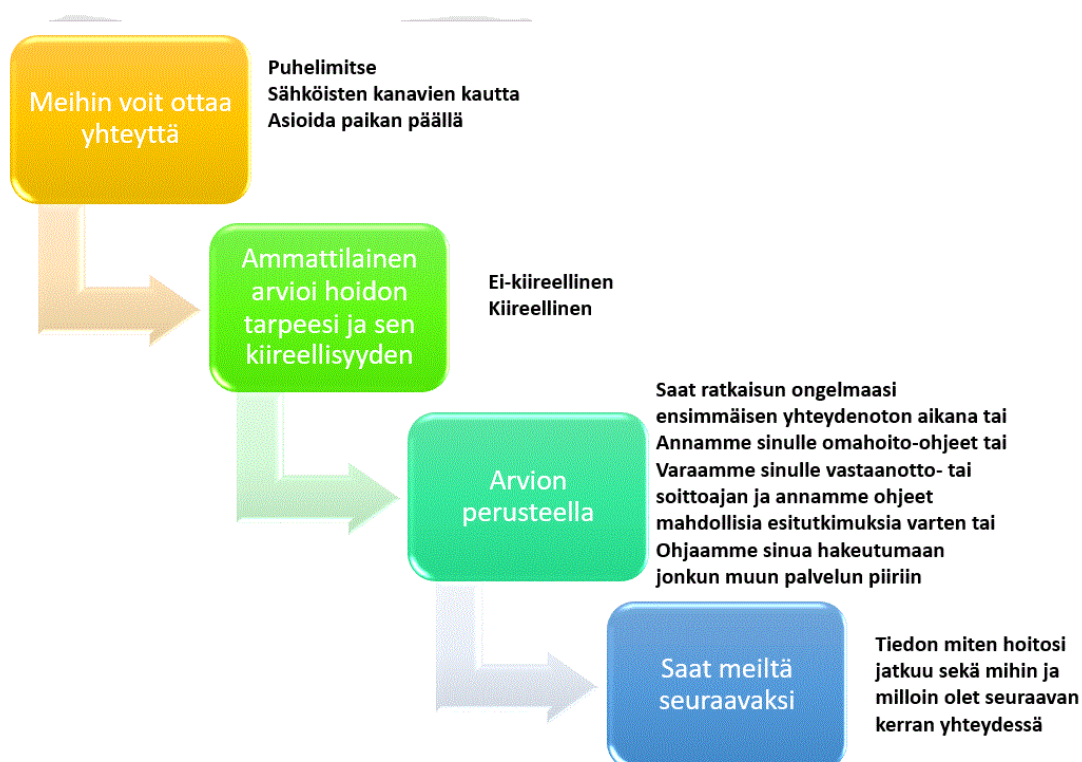 Meihin voit ottaa
yhteyttä
Puhelimitse
Sähköisten kanavien kautta
Asioida paikan päällä
Ammattilainen
arvioi hoidon
tarpeesi ja sen
kiireellisyyden
Ei-kiireellinen
Kiireellinen
Arvion
perusteella
Saat ratkaisun ongelmaasi
ensimmäisen yhteydenoton aikana tai
Annamme sinulle omahoito-ohjeet tai
Varaamme sinulle vastaanotto- tai
soittoajan ja annamme ohjeet
mahdollisia esitutkimuksia varten tai
Ohjaamme sinua hakeutumaan
jonkun muun palvelun piiriin
Saat meiltä
seuraavaksi
Tiedon miten hoitosi
jatkuu sekä mihin ja
milloin olet seuraavan
kerran yhteydessä